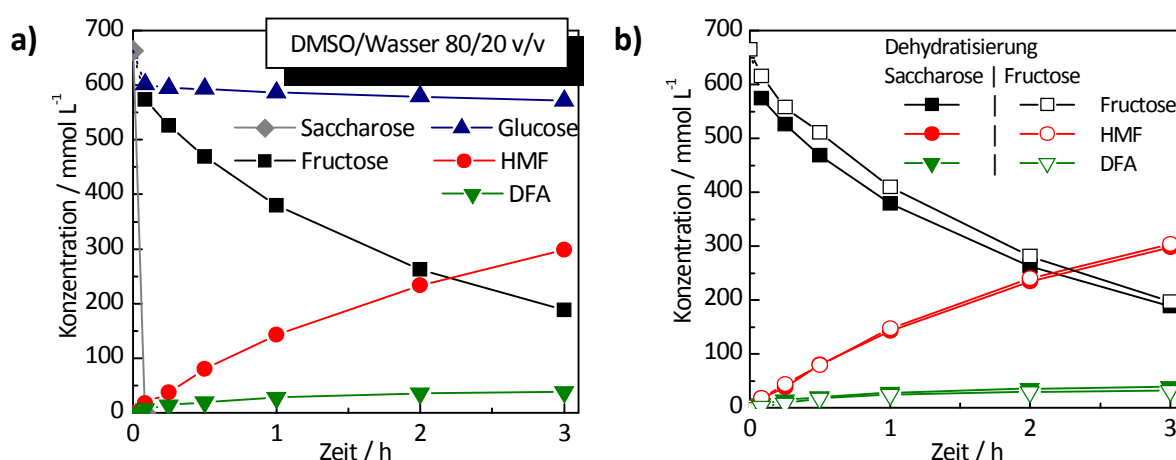 a)
DMSO/Wasser 80/20 v/v
Konzentration / mmol L⁻¹
700
600
500
400
300
200
100
0
Saccharose
Glucose
Fructose
HMF
DFA
0 1 2 3
Zeit / h
b)
Dehydratisierung
Saccharose | Fructose
Fructose
HMF
DFA
Konzentration / mmol L⁻¹
700
600
500
400
300
200
100
0
0 1 2 3
Zeit / h